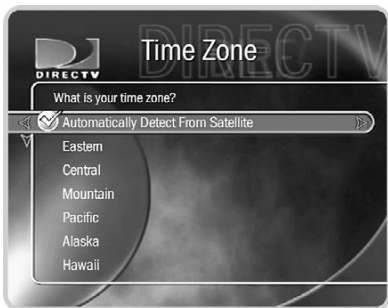 DIRECTV
Time Zone
DIRECTV
What is your time zone?
Automatically Detect From Satellite
Eastern
Central
Mountain
Pacific
Alaska
Hawaii